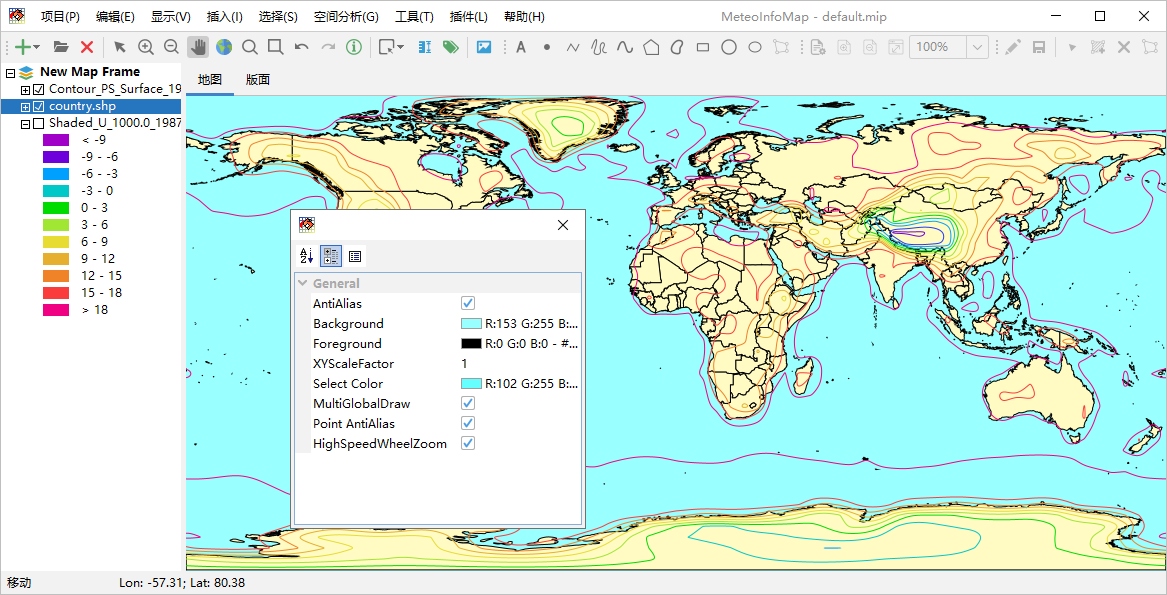 项目(P) 编辑(E) 显示(V) 插入(I) 选择(S) 空间分析(G) 工具(T) 插件(L) 帮助(H) MeteoInfoMap - default.mip
A 100%
New Map Frame
Contour_PS_Surface_19
country.shp
Shaded_U_1000.0_1987
< -9
-9 - -6
-6 - -3
-3 - 0
0 - 3
3 - 6
6 - 9
9 - 12
12 - 15
15 - 18
> 18
地图 版面
General
AntiAlias
Background R:153 G:255 B:...
Foreground R:0 G:0 B:0 - #...
XYScaleFactor 1
Select Color R:102 G:255 B:...
MultiGlobalDraw
Point AntiAlias
HighSpeedWheelZoom
移动 Lon: -57.31; Lat: 80.38